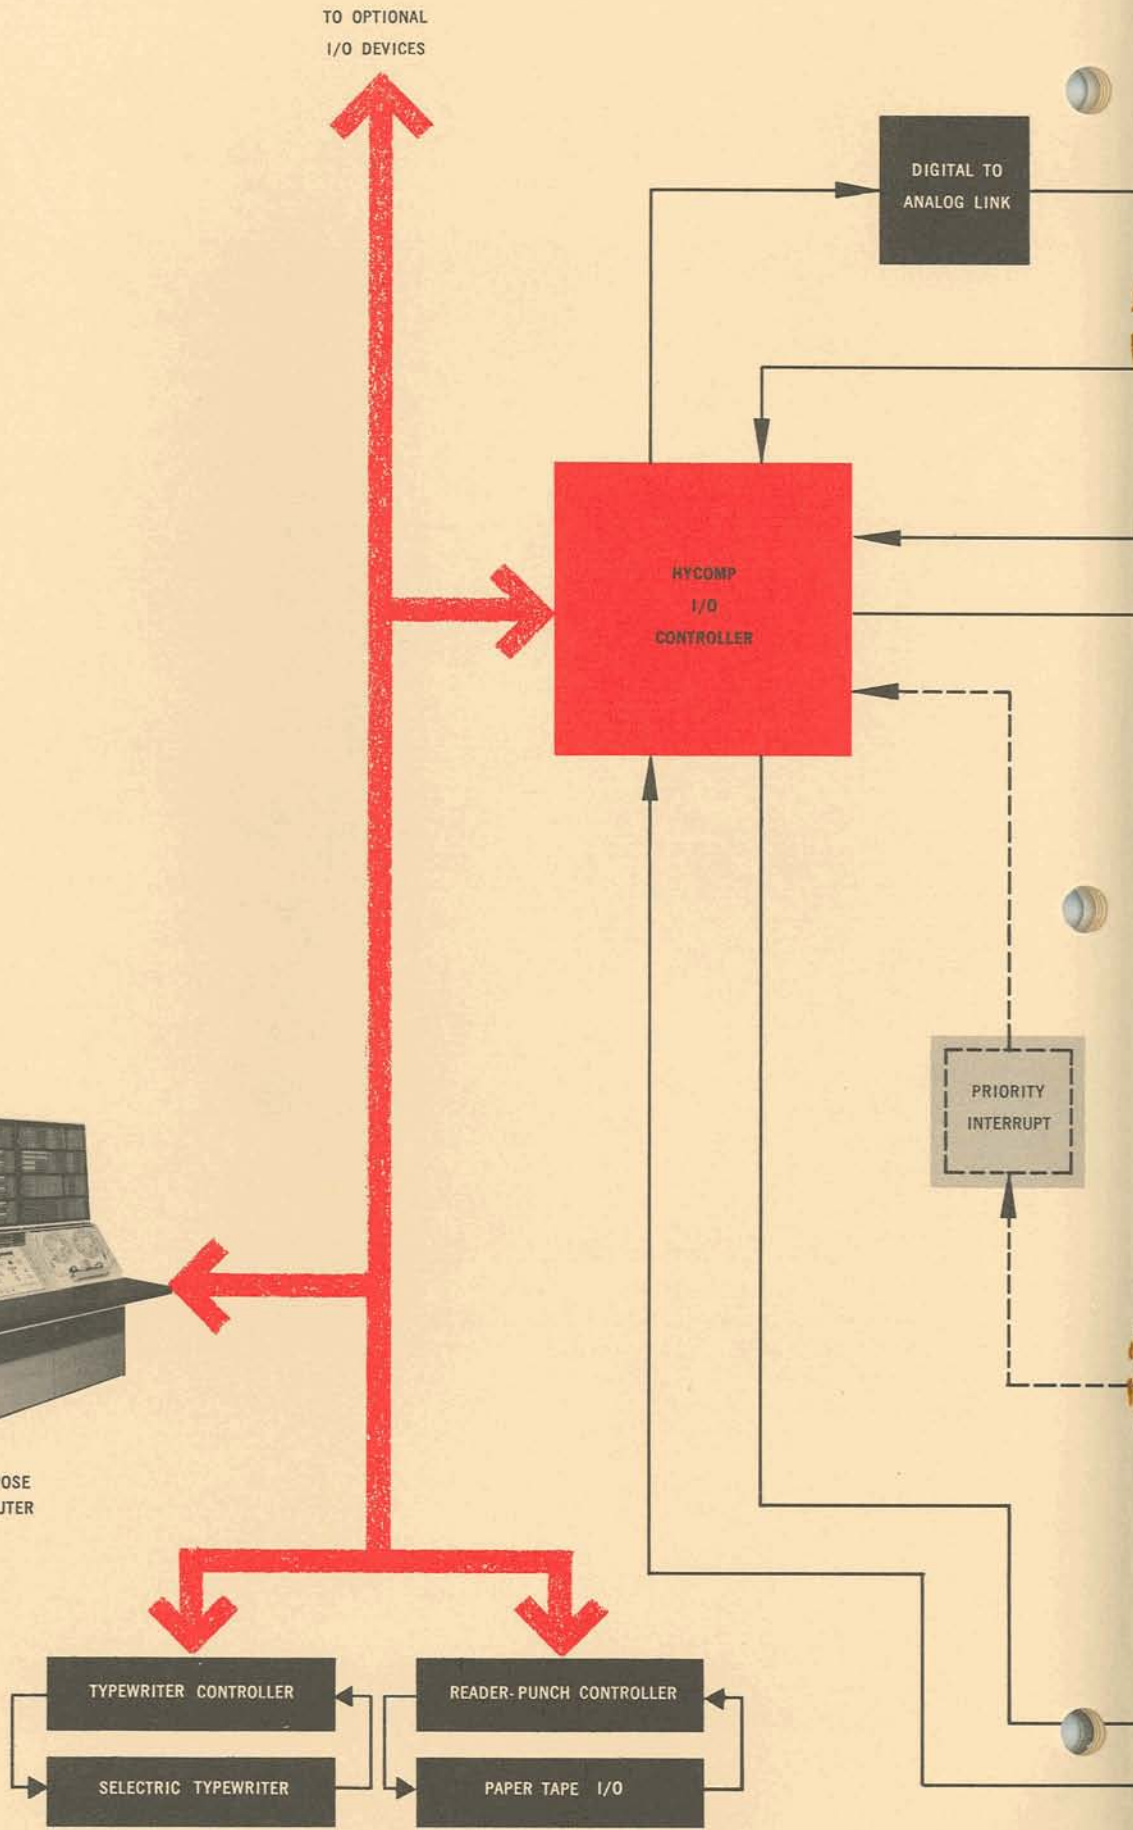 TO OPTIONAL
I/O DEVICES
DIGITAL TO
ANALOG LINK
HYCOMP
I/O
CONTROLLER
PRIORITY
INTERRUPT
OSE
UTER
TYPEWRITER CONTROLLER
SELECTRIC TYPEWRITER
READER-PUNCH CONTROLLER
PAPER TAPE I/O